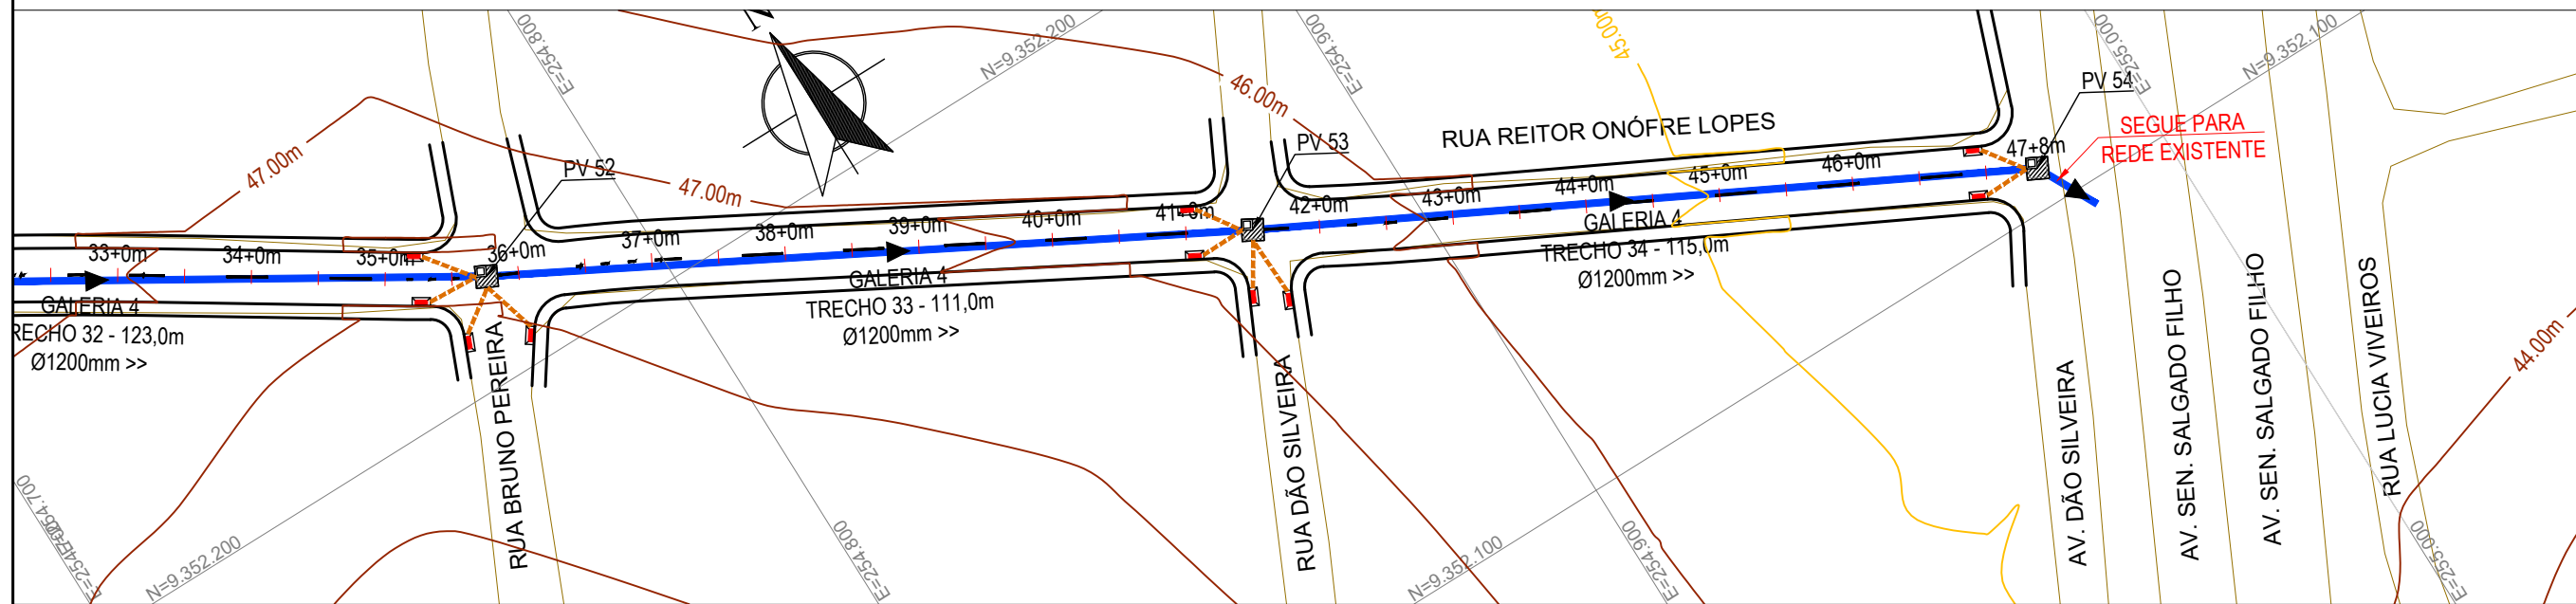 E=254.800
N
N=9.352.200
E=254.900
45.00m
E=255.000
N=9.352.100
46.00m
PV 54
SEGUE PARA
REDE EXISTENTE
47+8m
RUA REITOR ONÓFRE LOPES
PV 53
PV 52
47.00m
47.00m
33+0m
34+0m
35+0m
36+0m
37+0m
38+0m
39+0m
40+0m
41+0m
42+0m
43+0m
44+0m
45+0m
46+0m
GALERIA 4
RECHO 32 - 123,0m
Ø1200mm >>
GALERIA 4
TRECHO 33 - 111,0m
Ø1200mm >>
GALERIA 4
TRECHO 34 - 115,0m
Ø1200mm >>
RUA BRUNO PEREIRA
RUA DÃO SILVEIRA
AV. DÃO SILVEIRA
AV. SEN. SALGADO FILHO
AV. SEN. SALGADO FILHO
RUA LUCIA VIVEIROS
44.00m
254.700
N=9.352.200
E=254.800
N=9.352.100
E=254.900
E=255.000